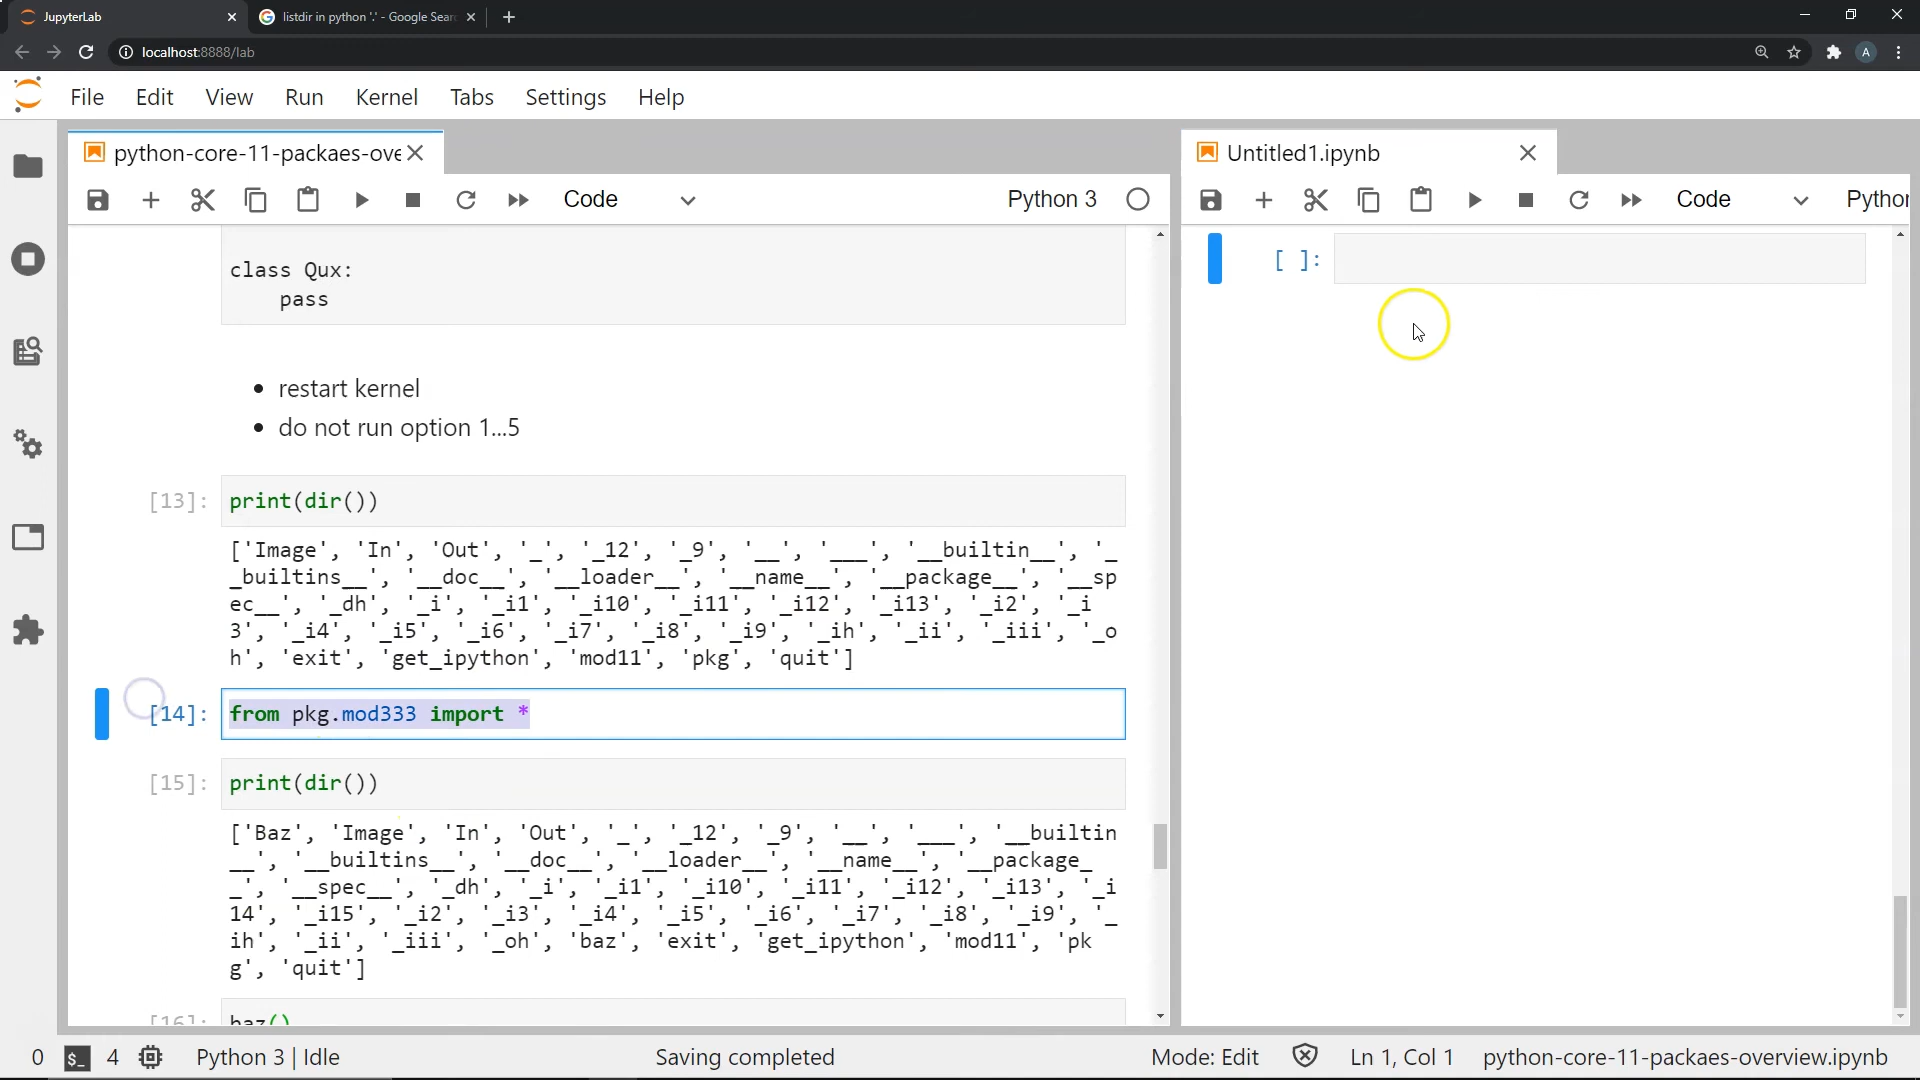 JupyterLab
listdir in python '.' - Google Sear
localhost:8888/lab
A
File Edit View Run Kernel Tabs Settings Help
python-core-11-packaes-ove
Untitled1.ipynb
Code
Python 3
Code
Python
class Qux:
pass
[ ]:
restart kernel
do not run option 1...5
[13]: print(dir())
['Image', 'In', 'Out', '_', '_12', '_9', '__', '___', '__builtin__', '_
_builtins__', '__doc__', '__loader__', '__name__', '__package__', '__sp
ec__', '_dh', '_i', '_i1', '_i10', '_i11', '_i12', '_i13', '_i2', '_i
3', '_i4', '_i5', '_i6', '_i7', '_i8', '_i9', '_ih', '_ii', '_iii', '_o
h', 'exit', 'get_ipython', 'mod11', 'pkg', 'quit']
[14]: from pkg.mod333 import *
[15]: print(dir())
['Baz', 'Image', 'In', 'Out', '_', '_12', '_9', '__', '___', '__builtin
__', '__builtins__', '__doc__', '__loader__', '__name__', '__package_
_', '__spec__', '_dh', '_i', '_i1', '_i10', '_i11', '_i12', '_i13', '_i
14', '_i15', '_i2', '_i3', '_i4', '_i5', '_i6', '_i7', '_i8', '_i9', '_
ih', '_ii', '_iii', '_oh', 'baz', 'exit', 'get_ipython', 'mod11', 'pk
g', 'quit']
[16]: baz()
0 $_ 4 Python 3 | Idle Saving completed Mode: Edit Ln 1, Col 1 python-core-11-packaes-overview.ipynb